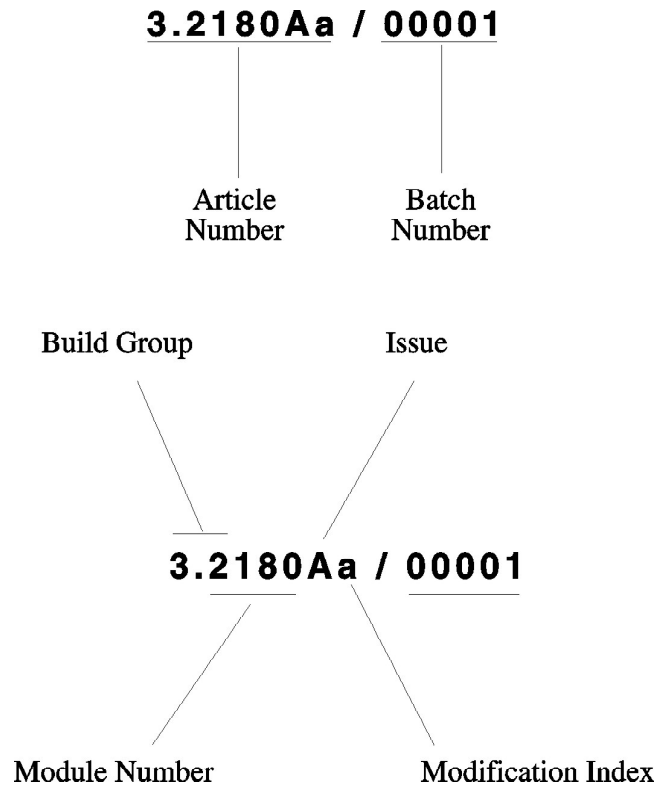 3.2180Aa / 00001
Article Batch
Number Number
Build Group Issue
3.2180Aa / 00001
Module Number Modification Index